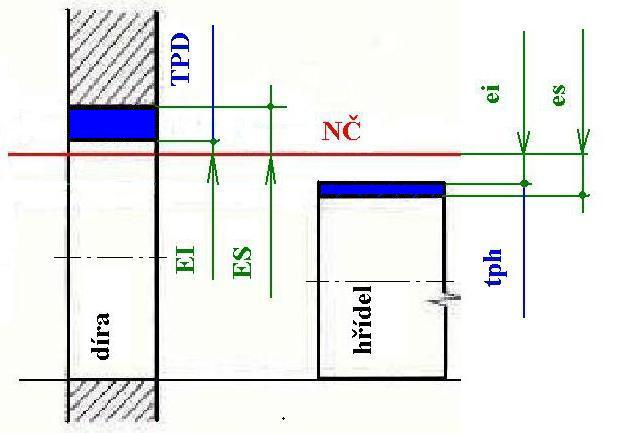 TPD
NČ
ei
es
EI
ES
díra
hřídel
tph